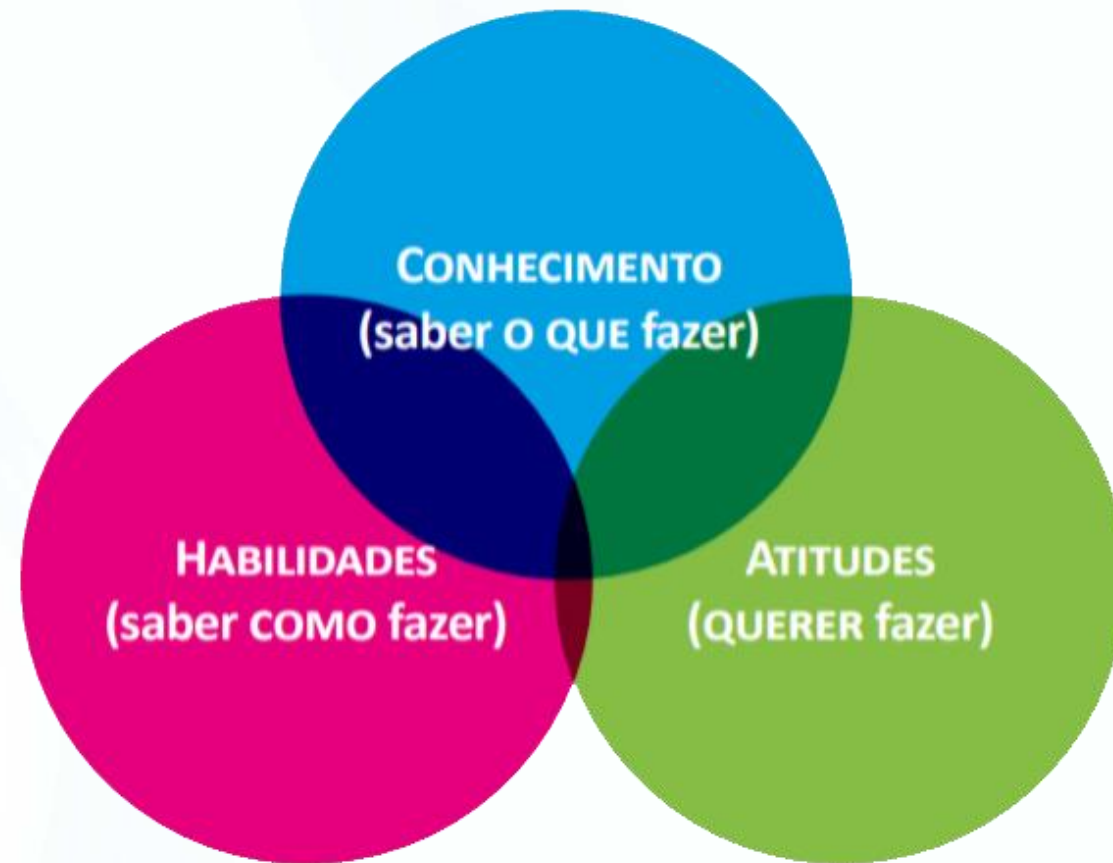 CONHECIMENTO
(saber O QUE fazer)
HABILIDADES
(saber COMO fazer)
ATITUDES
(QUERER fazer)